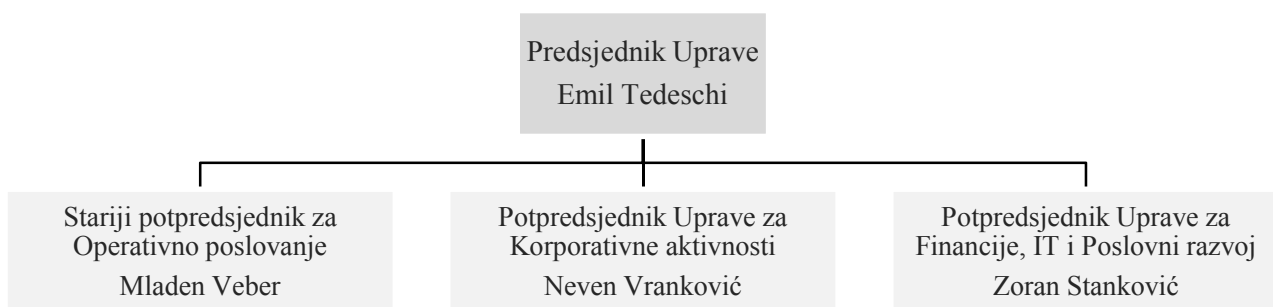 Predsjednik Uprave
Emil Tedeschi
Stariji potpredsjednik za
Operativno poslovanje
Mladen Veber
Potpredsjednik Uprave za
Korporativne aktivnosti
Neven Vranković
Potpredsjednik Uprave za
Financije, IT i Poslovni razvoj
Zoran Stanković